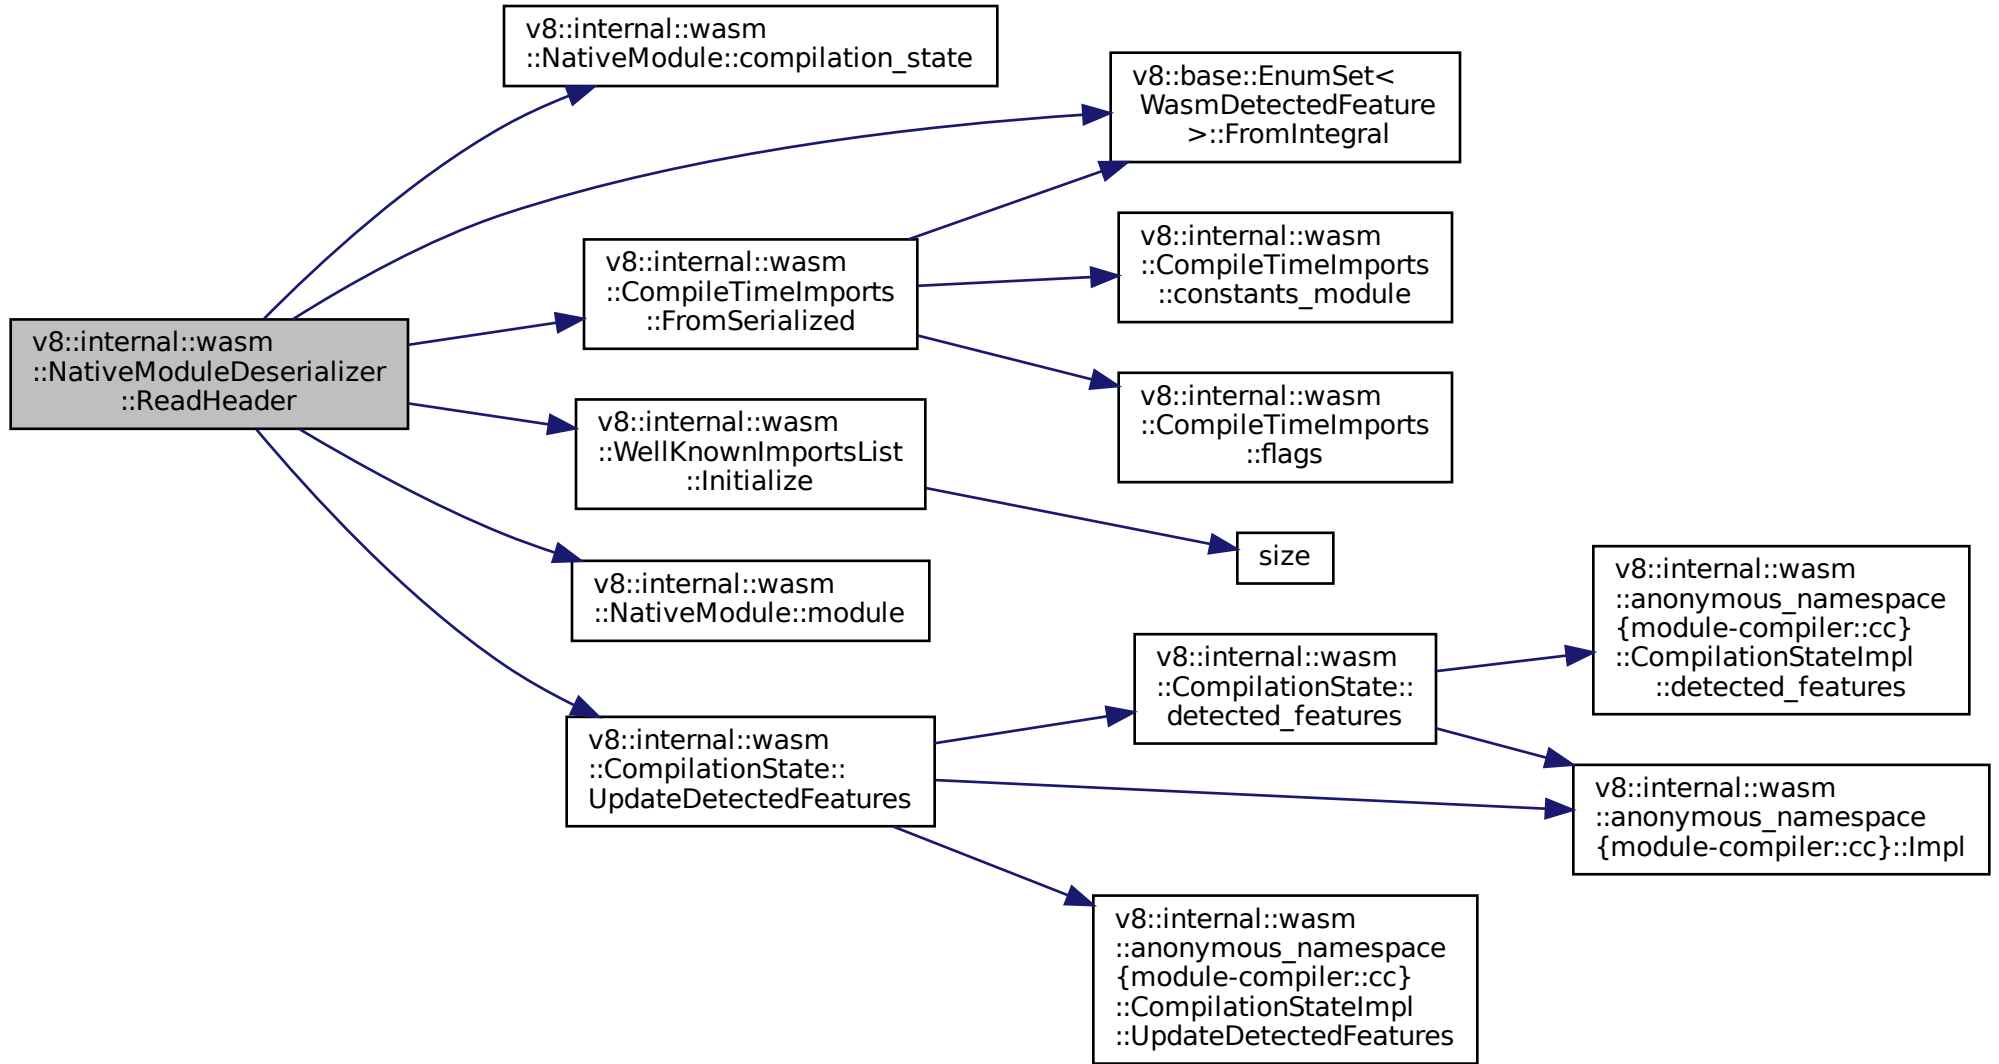 v8::internal::wasm
::NativeModule::compilation_state
v8::base::EnumSet<
WasmDetectedFeature
>::FromIntegral
v8::internal::wasm
::CompileTimeImports
::constants_module
v8::internal::wasm
::CompileTimeImports
::FromSerialized
v8::internal::wasm
::NativeModuleDeserializer
::ReadHeader
v8::internal::wasm
::CompileTimeImports
::flags
v8::internal::wasm
::WellKnownImportsList
::Initialize
size
v8::internal::wasm
::NativeModule::module
v8::internal::wasm
::anonymous_namespace
{module-compiler::cc}
::CompilationStateImpl
::detected_features
v8::internal::wasm
::CompilationState::
detected_features
v8::internal::wasm
::CompilationState::
UpdateDetectedFeatures
v8::internal::wasm
::anonymous_namespace
{module-compiler::cc}::Impl
v8::internal::wasm
::anonymous_namespace
{module-compiler::cc}
::CompilationStateImpl
::UpdateDetectedFeatures